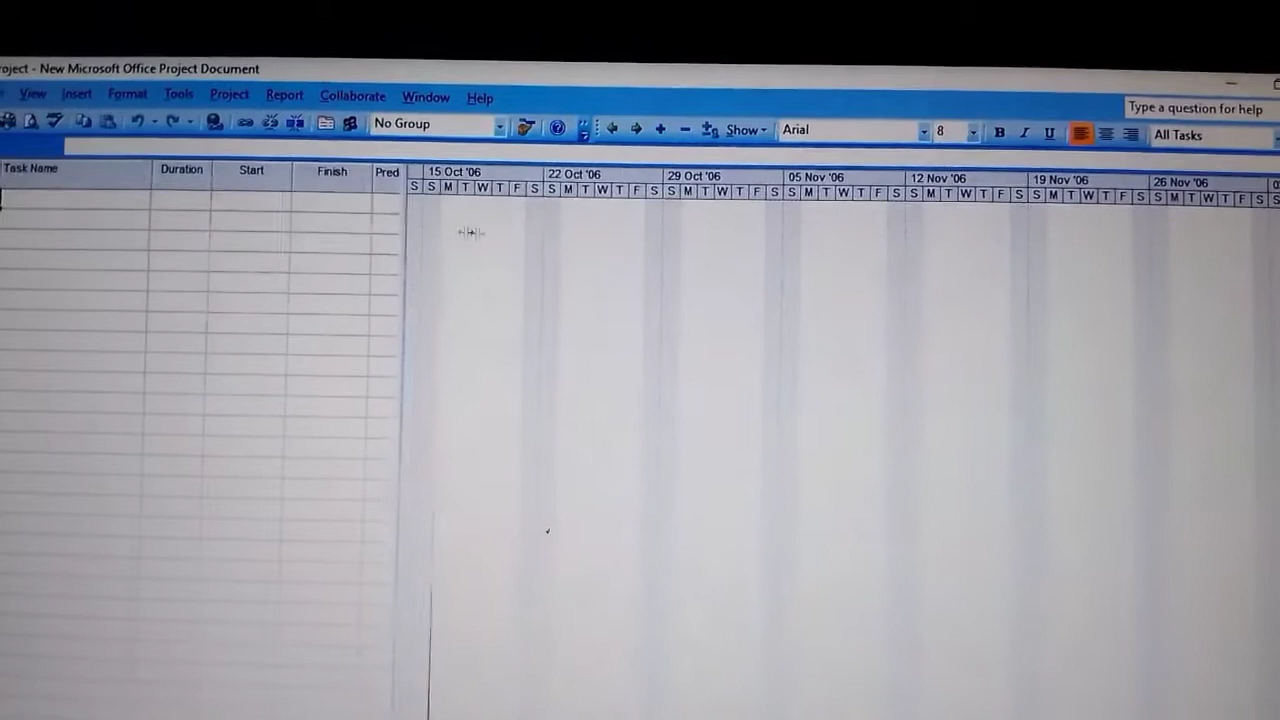 roject - New Microsoft Office Project Document
View Insert Format Tools Project Report Collaborate Window Help
Type a question for help
No Group Show Arial 8 B I U All Tasks
Task Name Duration Start Finish Pred
15 Oct '06 22 Oct '06 29 Oct '06 05 Nov '06 12 Nov '06 19 Nov '06 26 Nov '06
S S M T W T F S S M T W T F S S M T W T F S S M T W T F S S M T W T F S S M T W T F S S M T W T F S S